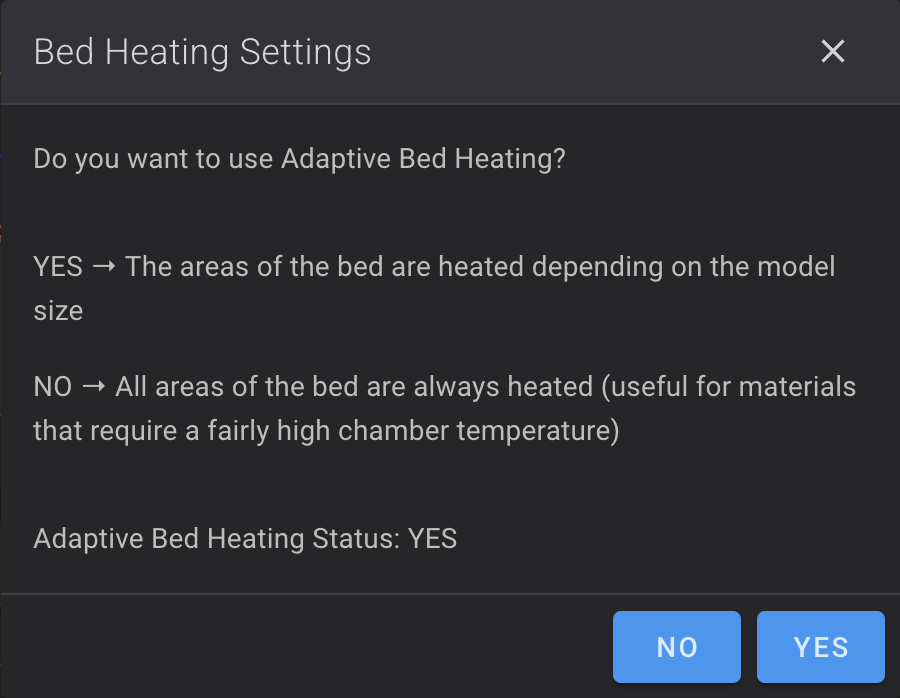 Bed Heating Settings
Do you want to use Adaptive Bed Heating?
YES → The areas of the bed are heated depending on the model
size
NO → All areas of the bed are always heated (useful for materials
that require a fairly high chamber temperature)
Adaptive Bed Heating Status: YES
NO YES